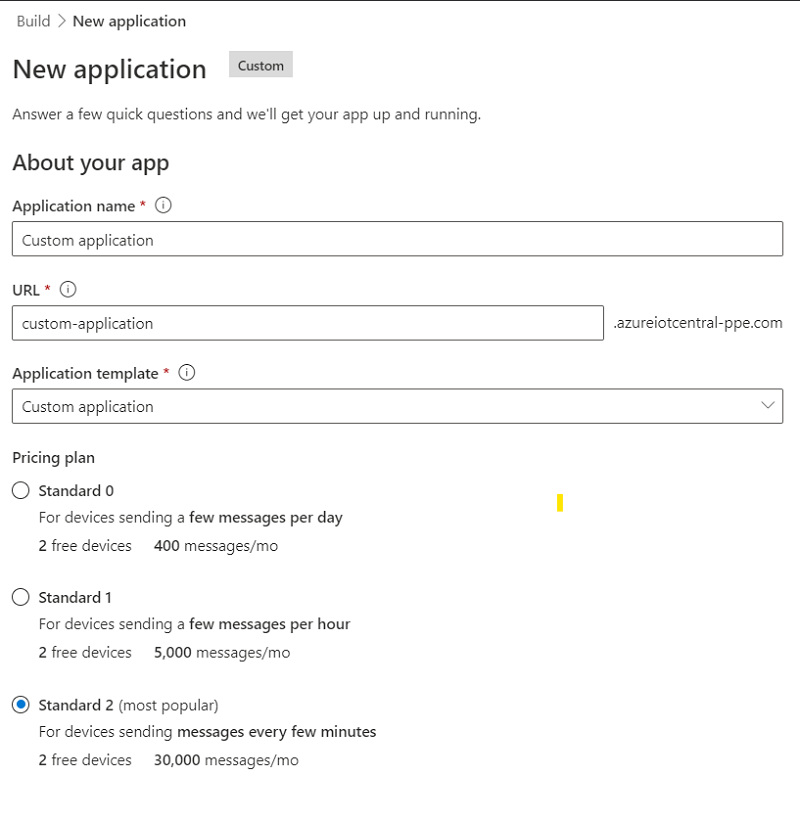 Build > New application
New application Custom
Answer a few quick questions and we'll get your app up and running.
About your app
Application name *
Custom application
URL *
custom-application .azureiotcentral-ppe.com
Application template *
Custom application
Pricing plan
Standard 0
For devices sending a few messages per day
2 free devices 400 messages/mo
Standard 1
For devices sending a few messages per hour
2 free devices 5,000 messages/mo
Standard 2 (most popular)
For devices sending messages every few minutes
2 free devices 30,000 messages/mo